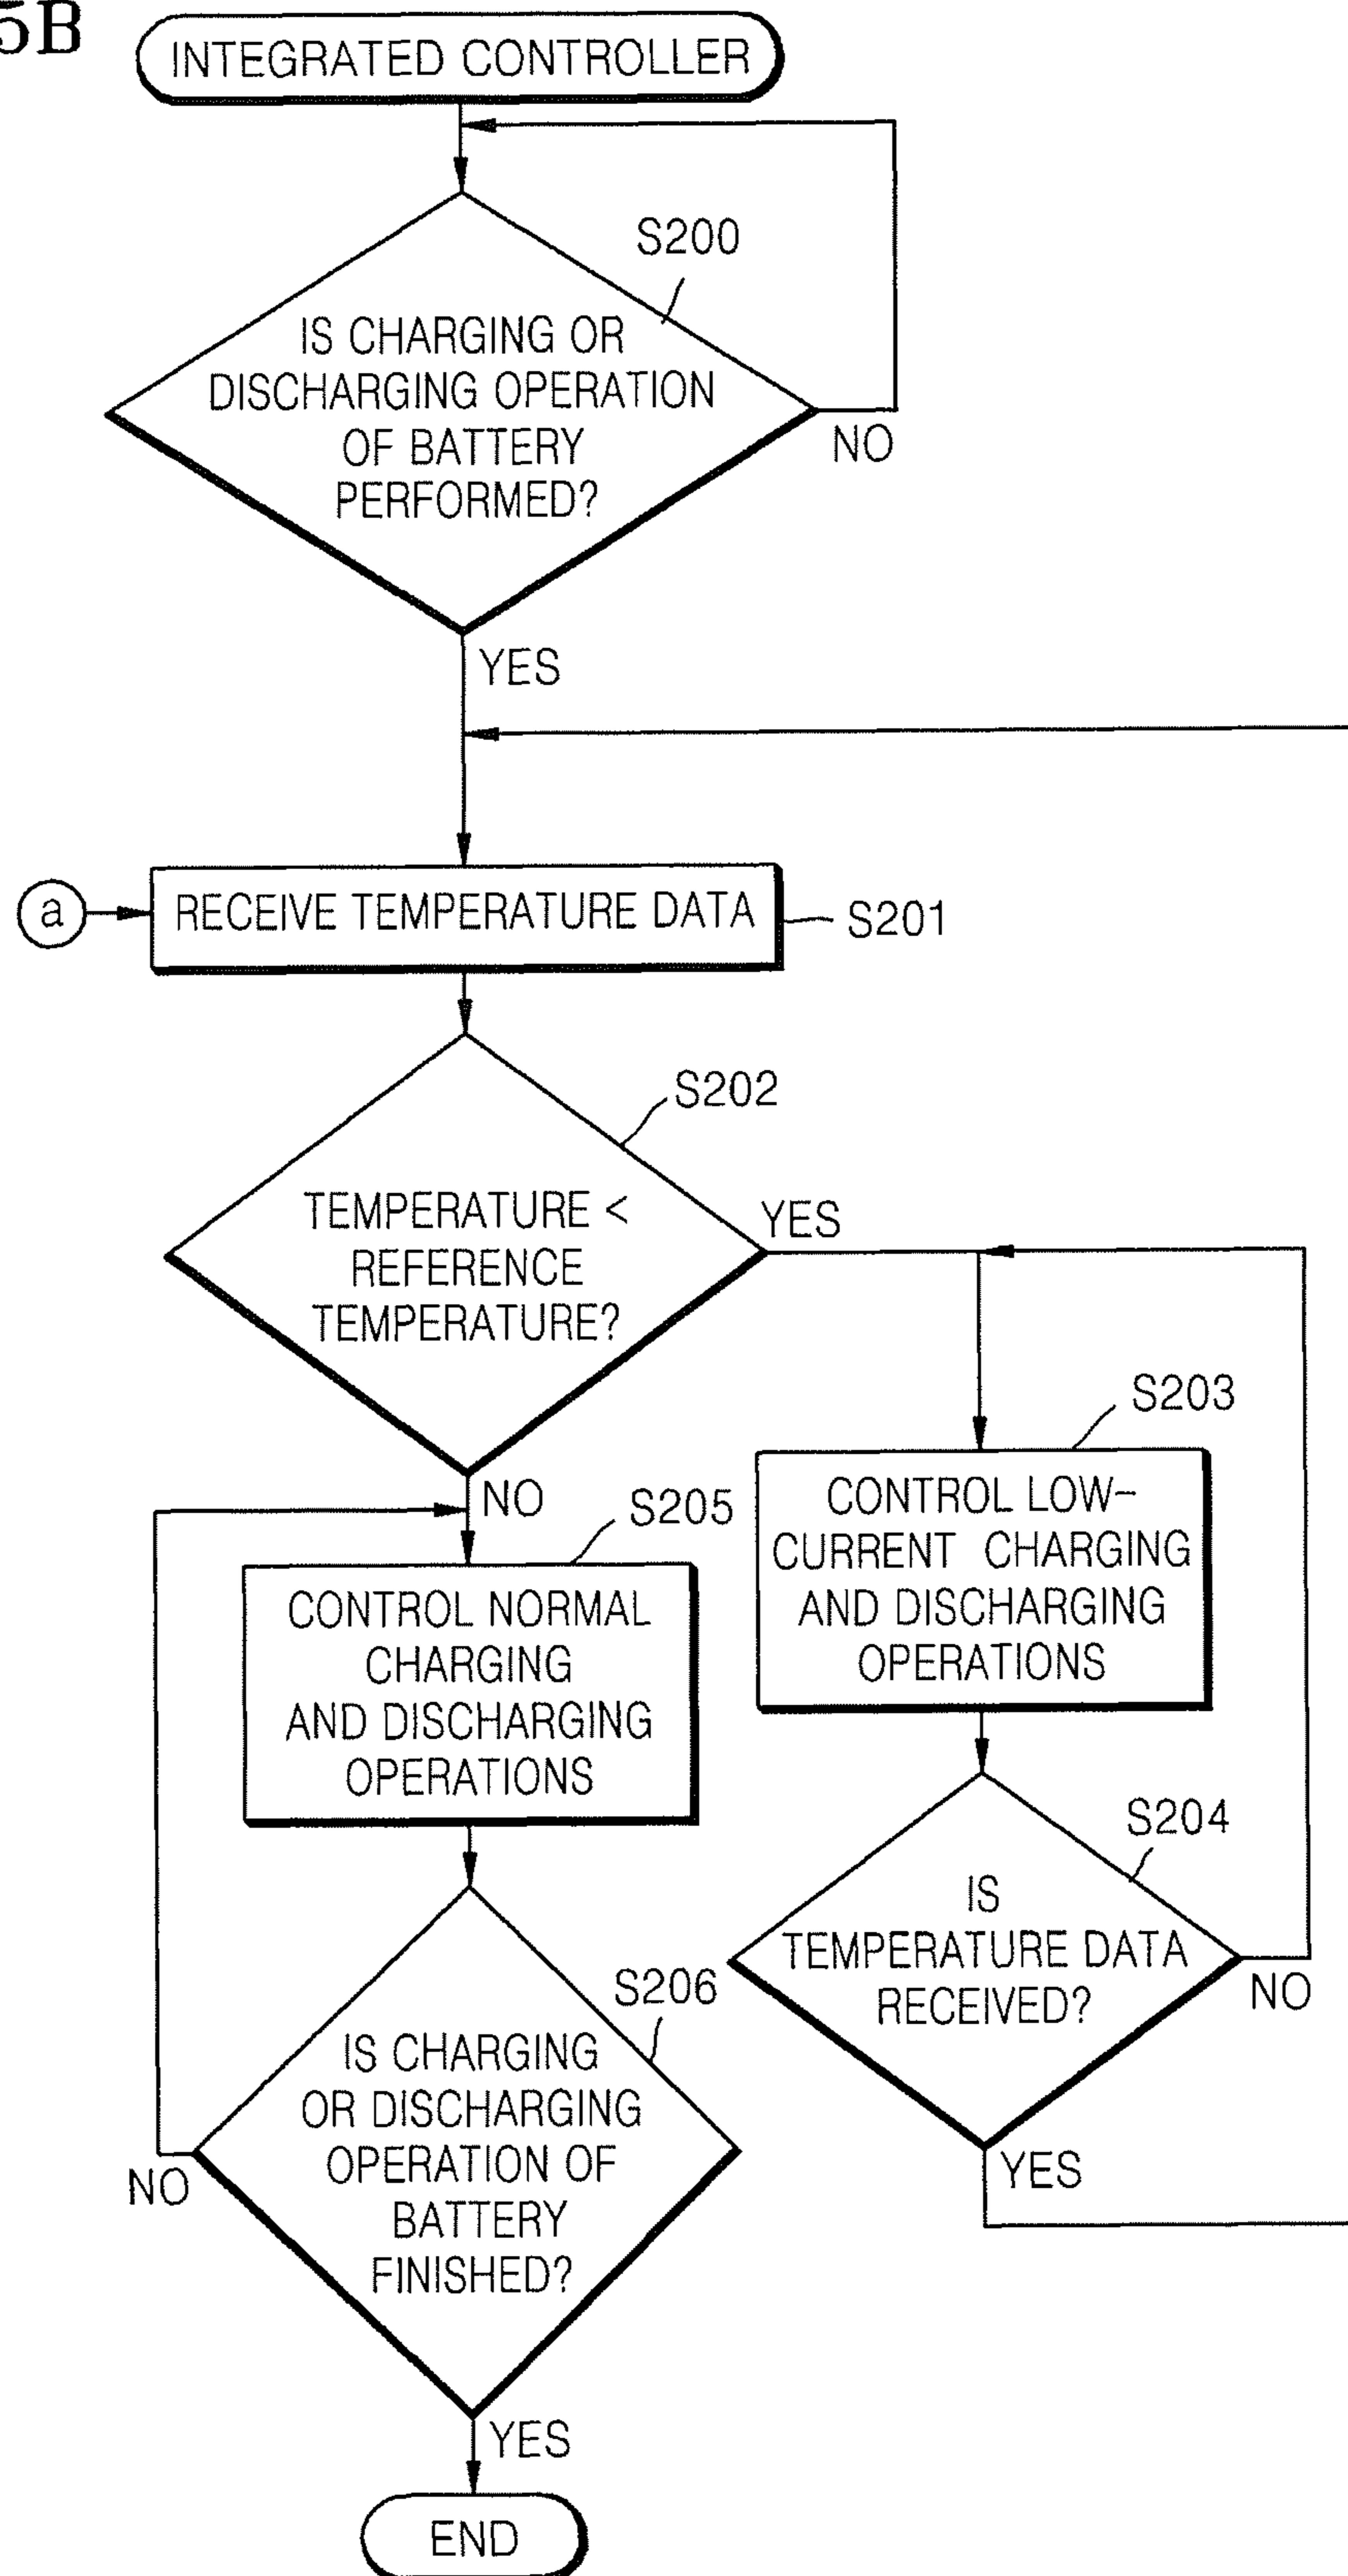 5B
INTEGRATED CONTROLLER
S200
IS CHARGING OR
DISCHARGING OPERATION
OF BATTERY
PERFORMED?
NO
YES
a
RECEIVE TEMPERATURE DATA
S201
S202
TEMPERATURE <
REFERENCE
TEMPERATURE?
YES
NO
S203
CONTROL LOW-
CURRENT CHARGING
AND DISCHARGING
OPERATIONS
S205
CONTROL NORMAL
CHARGING
AND DISCHARGING
OPERATIONS
S204
IS
TEMPERATURE DATA
RECEIVED?
NO
YES
S206
IS CHARGING
OR DISCHARGING
OPERATION OF
BATTERY
FINISHED?
NO
YES
END